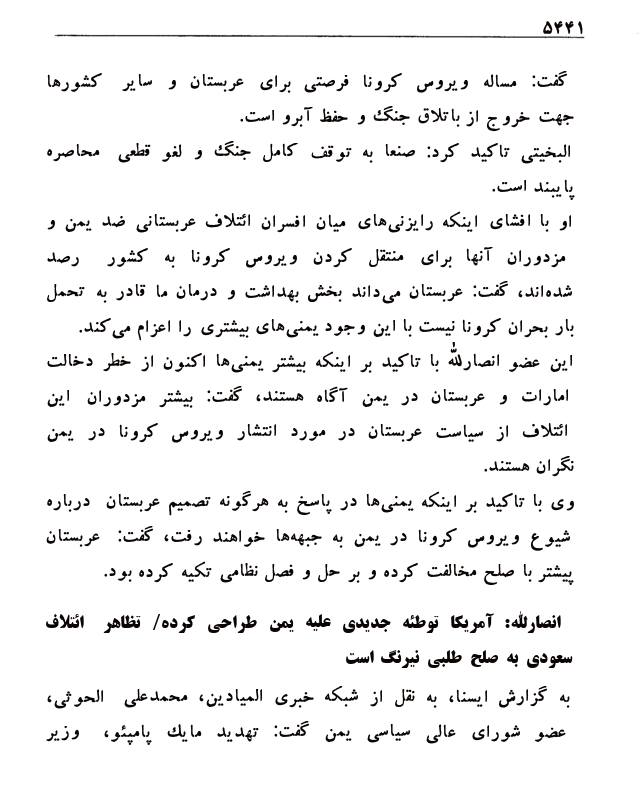 ۵۴۴۱
گفت: مساله ویروس کرونا فرصتی برای عربستان و سایر کشورها
جهت خروج از باتلاق جنگ و حفظ آبرو است.
البخیتی تاکید کرد: صنعا به توقف کامل جنگ و لغو قطعی محاصره
پایبند است.
او با افشای اینکه رایزنی‌های میان افسران ائتلاف عربستانی ضد یمن و
مزدوران آنها برای منتقل کردن ویروس کرونا به کشور رصد
شده‌اند، گفت: عربستان می‌داند بخش بهداشت و درمان ما قادر به تحمل
بار بحران کرونا نیست با این وجود یمنی‌های بیشتری را اعزام می‌کند.
این عضو انصارلله با تاکید بر اینکه بیشتر یمنی‌ها اکنون از خطر دخالت
امارات و عربستان در یمن آگاه هستند، گفت: بیشتر مزدوران این
ائتلاف از سیاست عربستان در مورد انتشار ویروس کرونا در یمن
نگران هستند.
وی با تاکید بر اینکه یمنی‌ها در پاسخ به هرگونه تصمیم عربستان درباره
شیوع ویروس کرونا در یمن به جبهه‌ها خواهند رفت، گفت: عربستان
پیشتر با صلح مخالفت کرده و بر حل و فصل نظامی تکیه کرده بود.
انصارلله: آمریکا توطئه جدیدی علیه یمن طراحی کرده/ تظاهر ائتلاف
سعودی به صلح طلبی نیرنگ است
به گزارش ایسنا، به نقل از شبکه خبری المیادین، محمدعلی الحوثی،
عضو شورای عالی سیاسی یمن گفت: تهدید مایك پامپئو، وزیر